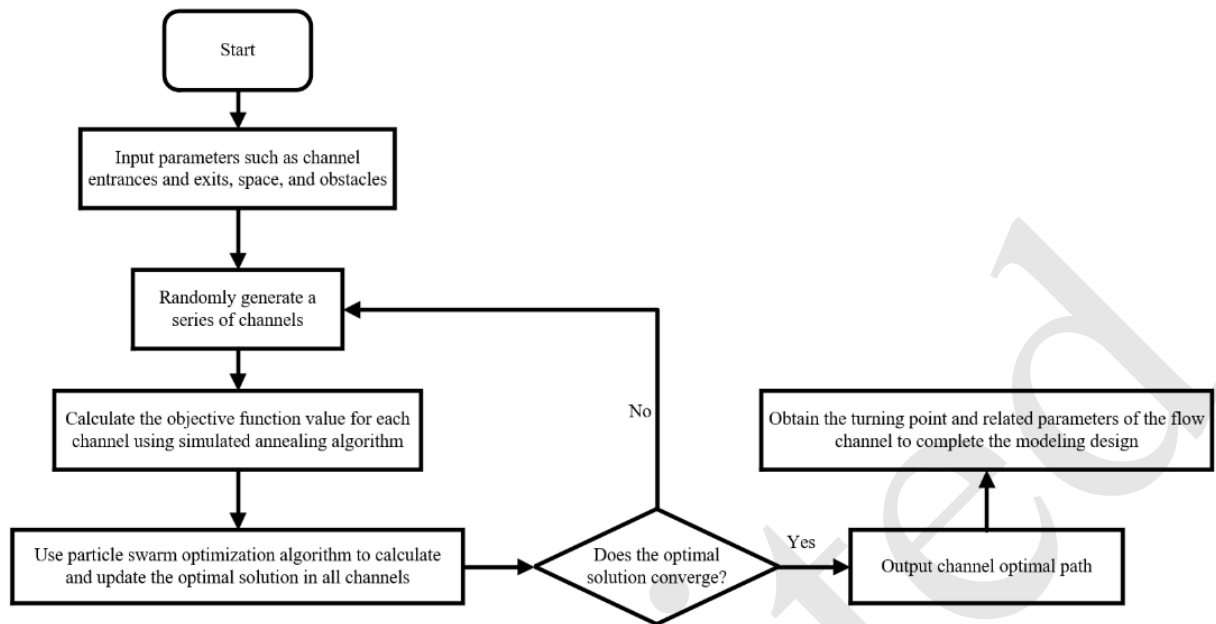 Start
Input parameters such as channel
entrances and exits, space, and obstacles
Randomly generate a
series of channels
Calculate the objective function value for each
channel using simulated annealing algorithm
Use particle swarm optimization algorithm to calculate
and update the optimal solution in all channels
Does the optimal
solution converge?
No
Yes
Output channel optimal path
Obtain the turning point and related parameters of the flow
channel to complete the modeling design
ited